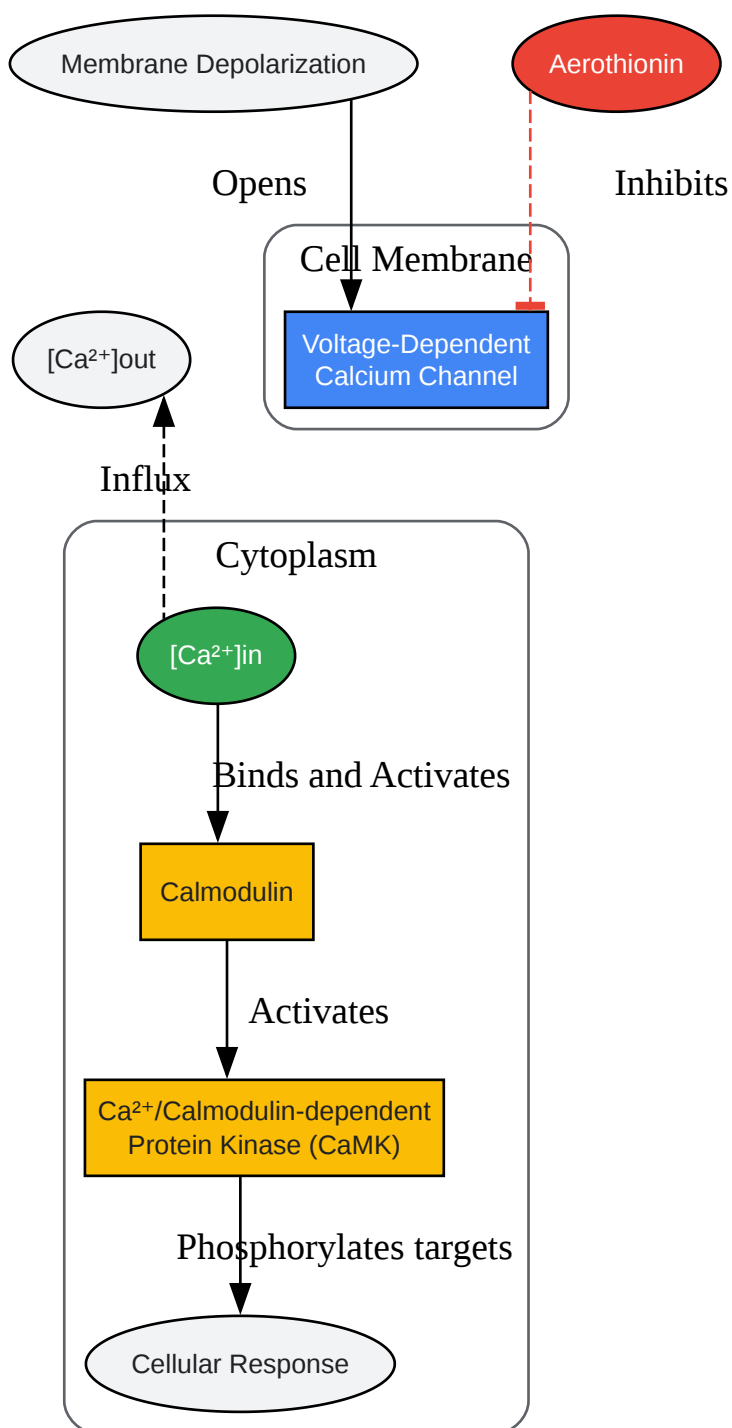 Membrane Depolarization
Aerothionin
Opens
Inhibits
Cell Membrane
Voltage-Dependent
Calcium Channel
[Ca²⁺]out
Influx
Cytoplasm
[Ca²⁺]in
Binds and Activates
Calmodulin
Activates
Ca²⁺/Calmodulin-dependent
Protein Kinase (CaMK)
Phosphorylates targets
Cellular Response